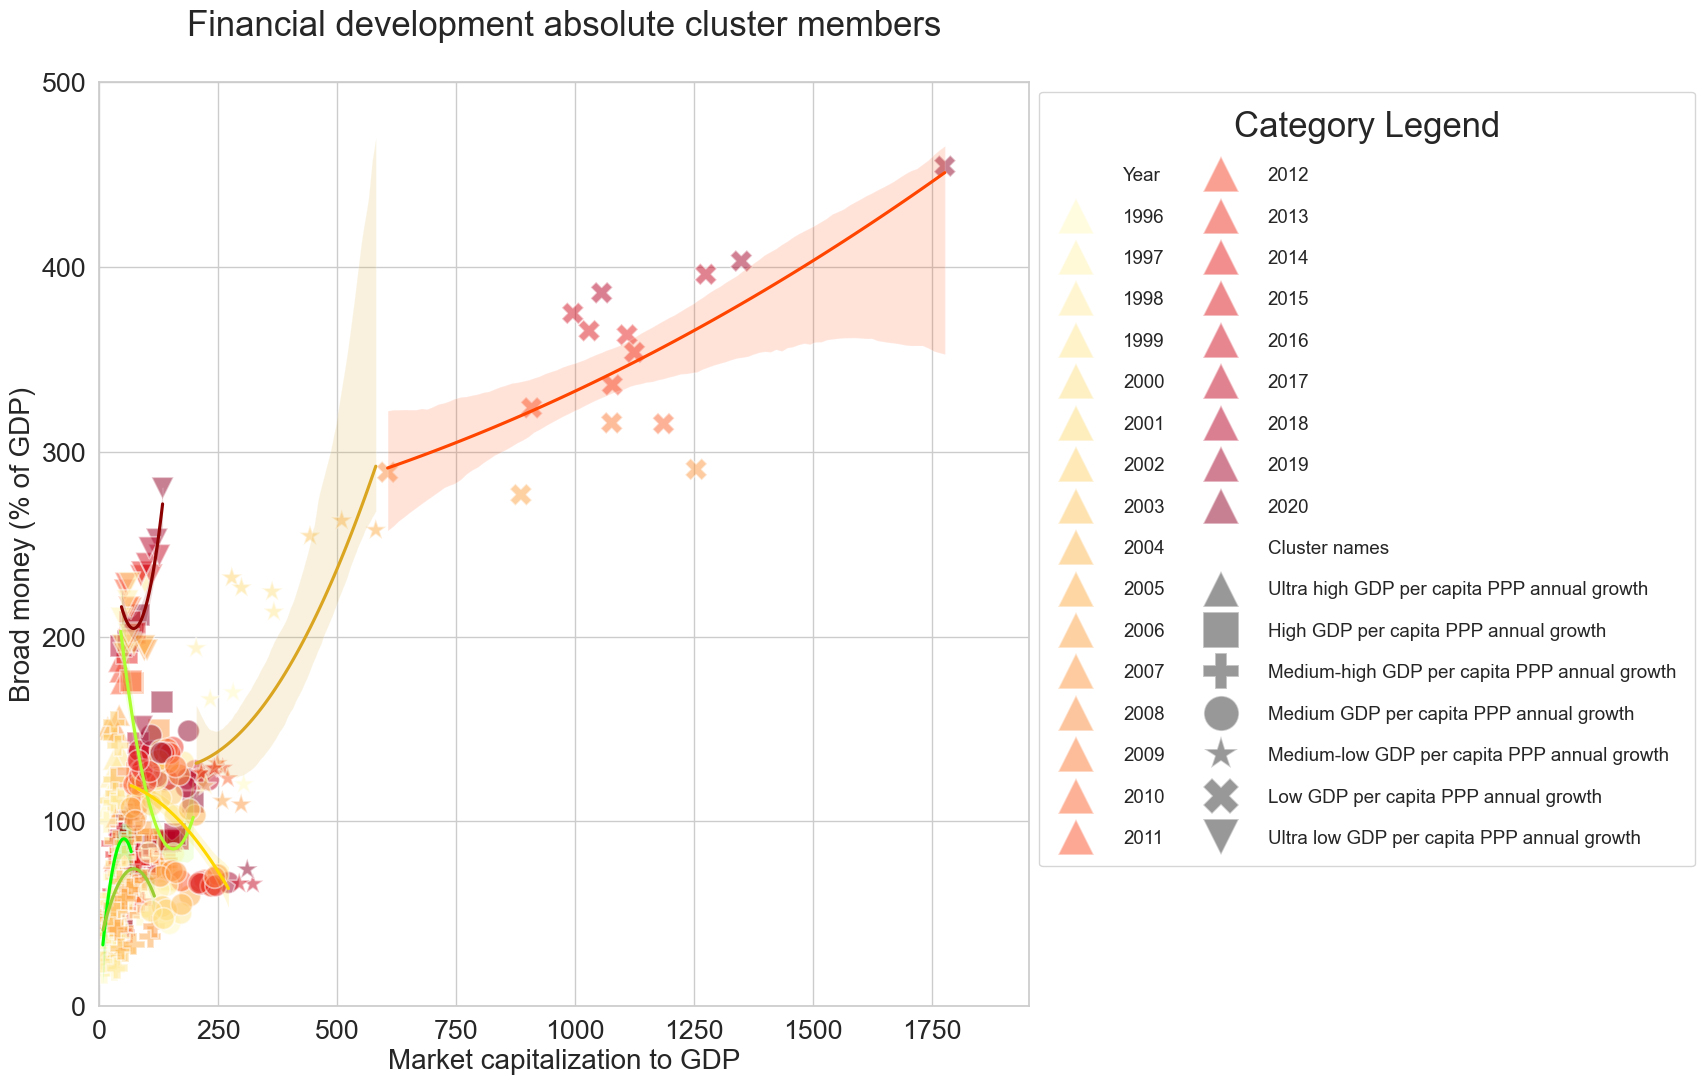 Financial development absolute cluster members
500
400
300
200
100
0
Broad money (% of GDP)
0 250 500 750 1000 1250 1500 1750
Market capitalization to GDP
Category Legend
Year
1996
1997
1998
1999
2000
2001
2002
2003
2004
2005
2006
2007
2008
2009
2010
2011
2012
2013
2014
2015
2016
2017
2018
2019
2020
Cluster names
Ultra high GDP per capita PPP annual growth
High GDP per capita PPP annual growth
Medium-high GDP per capita PPP annual growth
Medium GDP per capita PPP annual growth
Medium-low GDP per capita PPP annual growth
Low GDP per capita PPP annual growth
Ultra low GDP per capita PPP annual growth